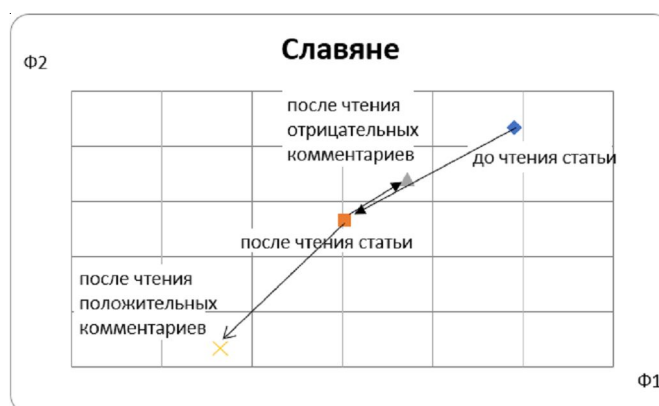 Славяне
Ф2
после чтения
отрицательных
комментариев
до чтения статьи
после чтения статьи
после чтения
положительных
комментариев
Ф1